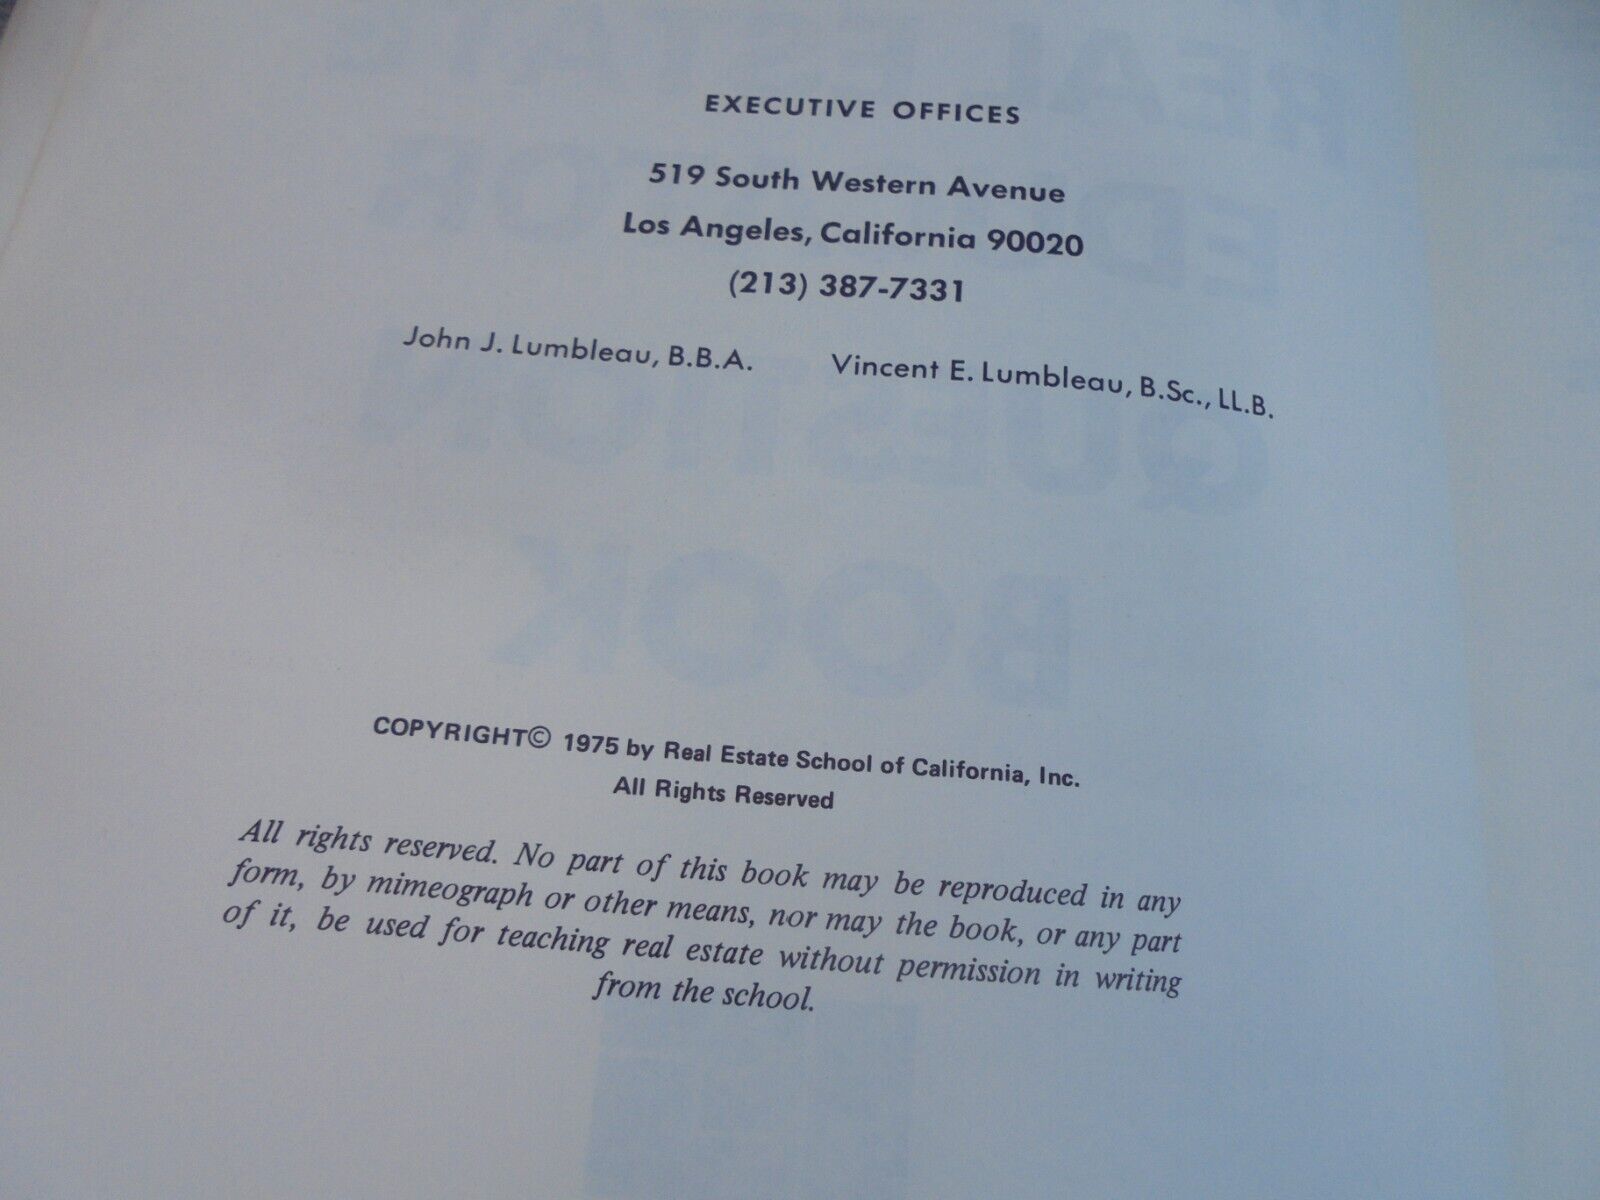 EXECUTIVE OFFICES
519 South Western Avenue
Los Angeles, California 90020
(213) 387-7331
John J. Lumbleau, B.B.A. Vincent E. Lumbleau, B.Sc., LL.B.
COPYRIGHT© 1975 by Real Estate School of California, Inc.
All Rights Reserved
All rights reserved. No part of this book may be reproduced in any
form, by mimeograph or other means, nor may the book, or any part
of it, be used for teaching real estate without permission in writing
from the school.